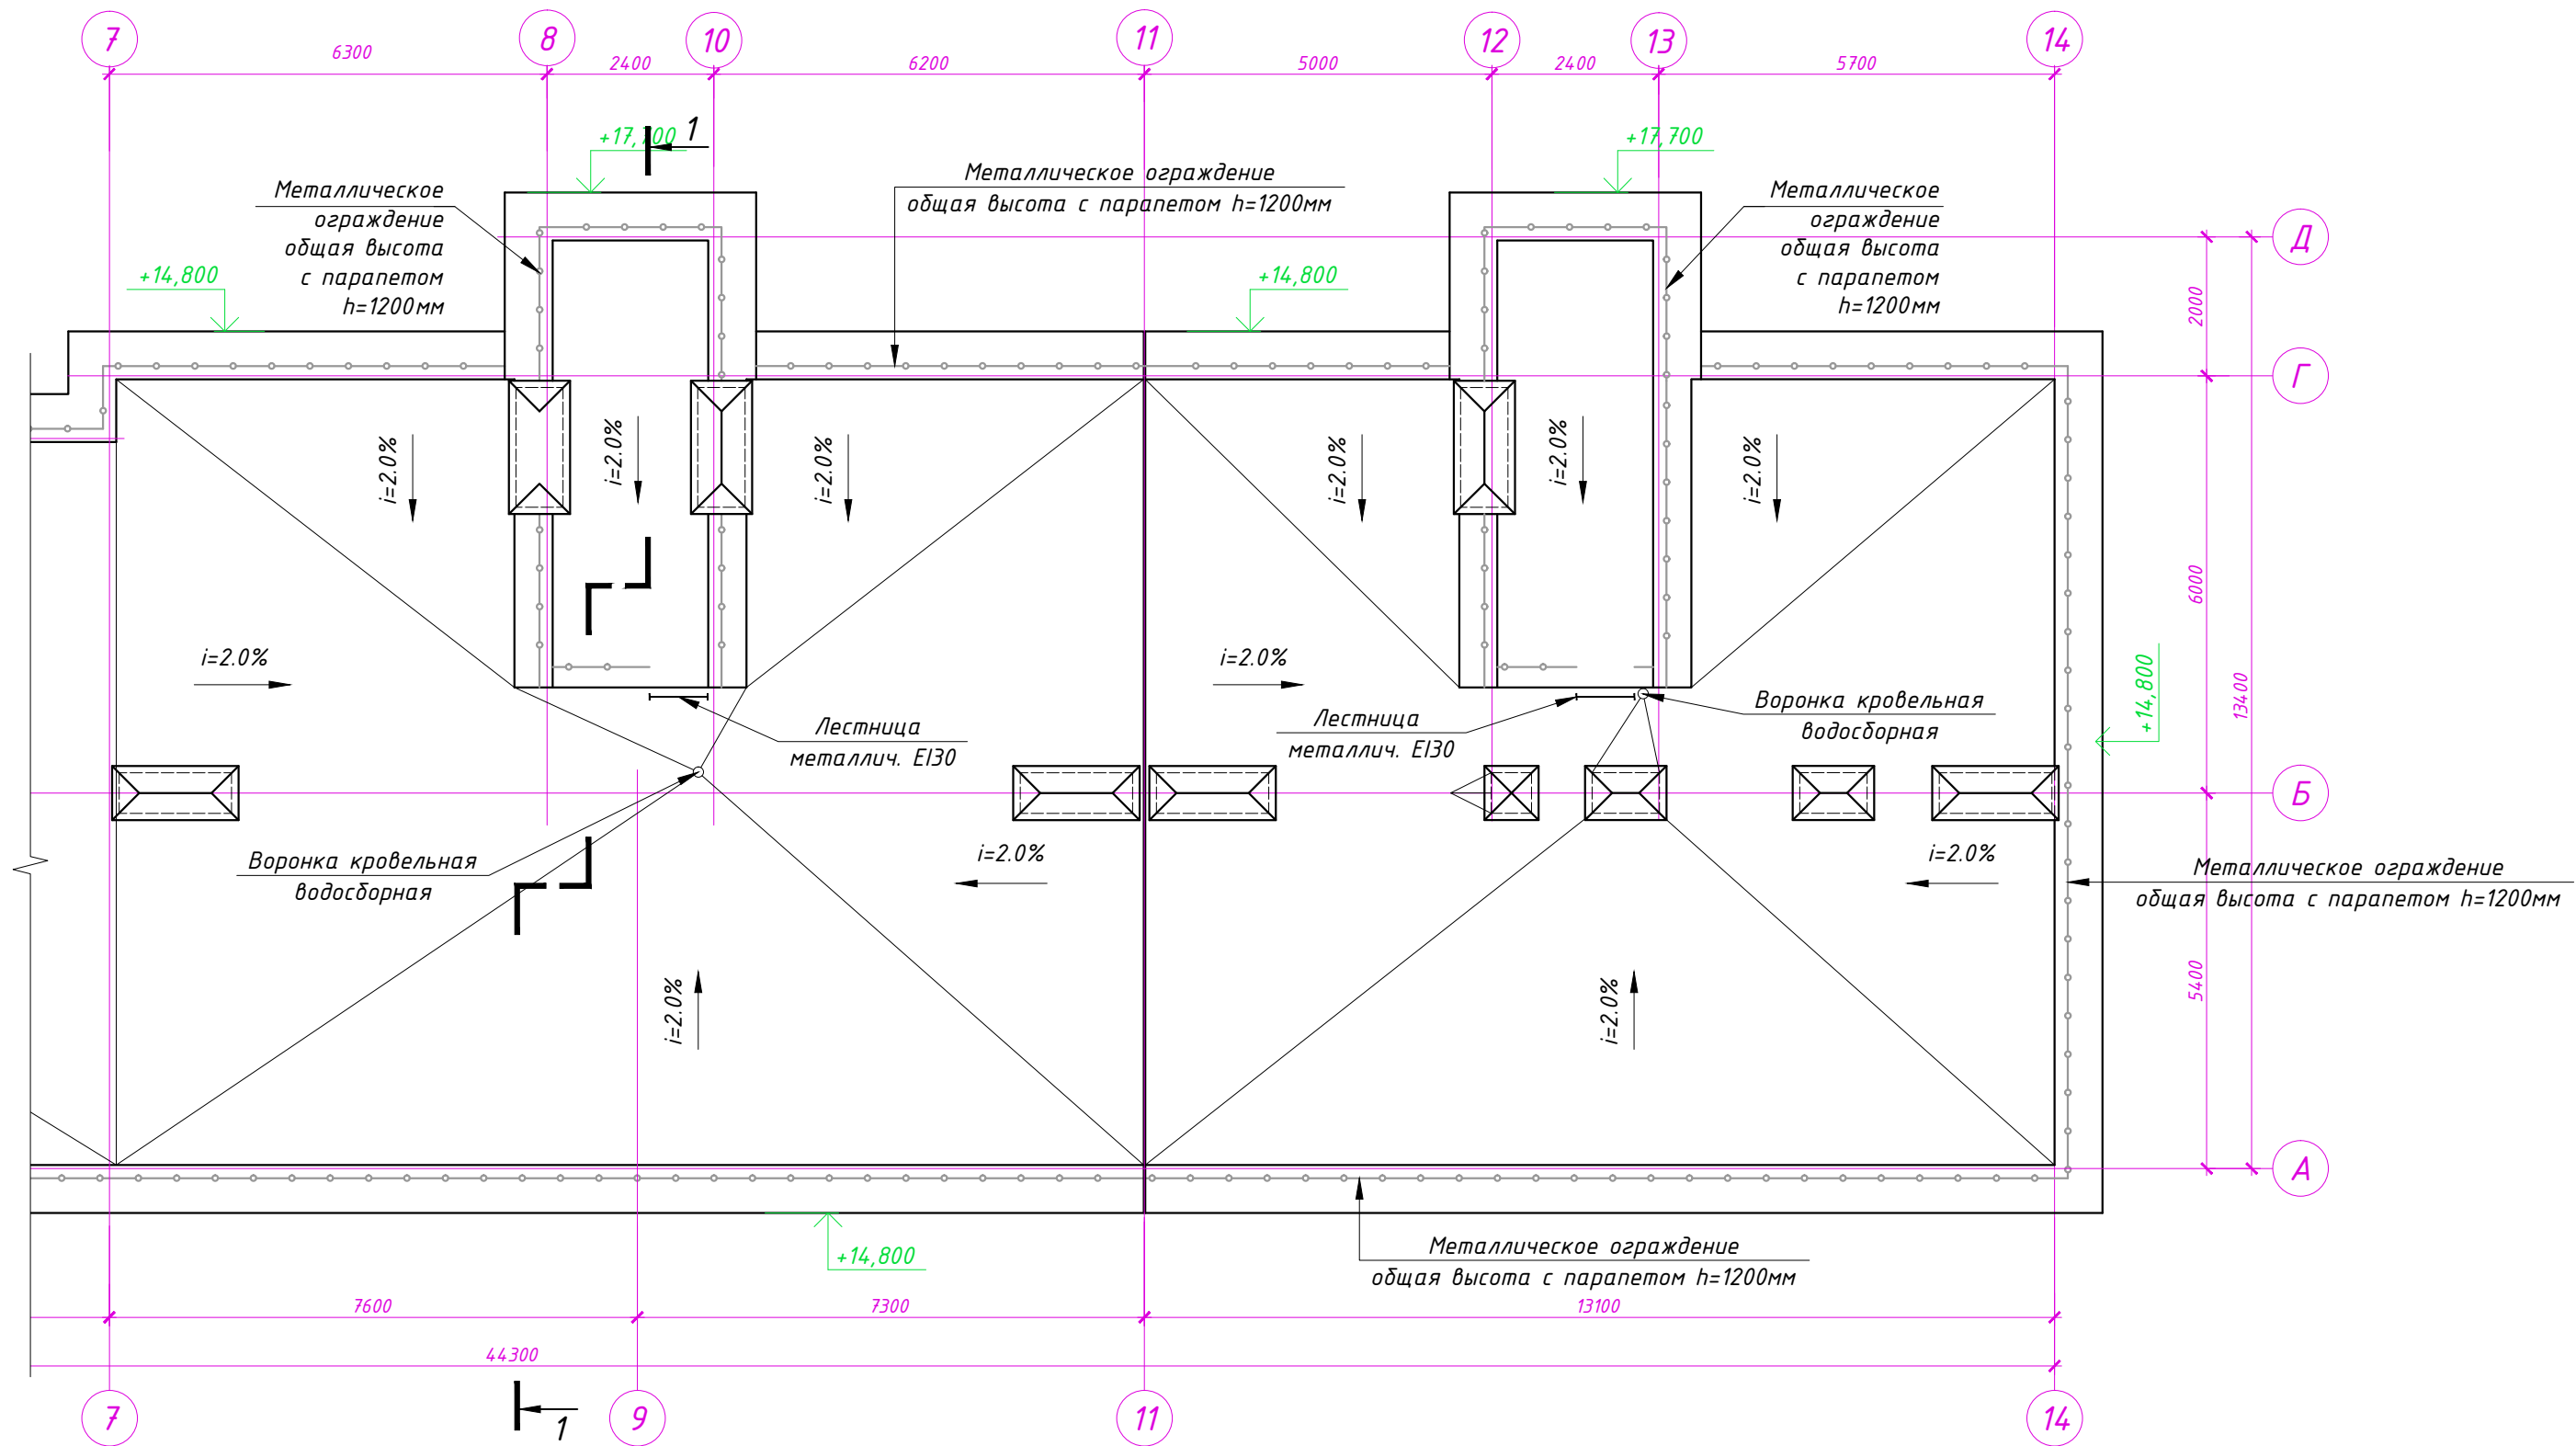 7
8
10
11
12
13
14
6300
2400
6200
5000
2400
5700
1
+17,700
+17,700
Металлическое
ограждение
общая высота
с парапетом
h=1200мм
Металлическое ограждение
общая высота с парапетом h=1200мм
Металлическое
ограждение
общая высота
с парапетом
h=1200мм
+14,800
+14,800
Д
2000
Г
i=2.0%
i=2.0%
i=2.0%
i=2.0%
i=2.0%
i=2.0%
6000
13400
i=2.0%
i=2.0%
+14,800
Лестница
металлич. EI30
Лестница
металлич. EI30
Воронка кровельная
водосборная
Б
Воронка кровельная
водосборная
i=2.0%
i=2.0%
Металлическое ограждение
общая высота с парапетом h=1200мм
5400
i=2.0%
i=2.0%
А
+14,800
Металлическое ограждение
общая высота с парапетом h=1200мм
7600
7300
13100
44300
1
7
9
11
14